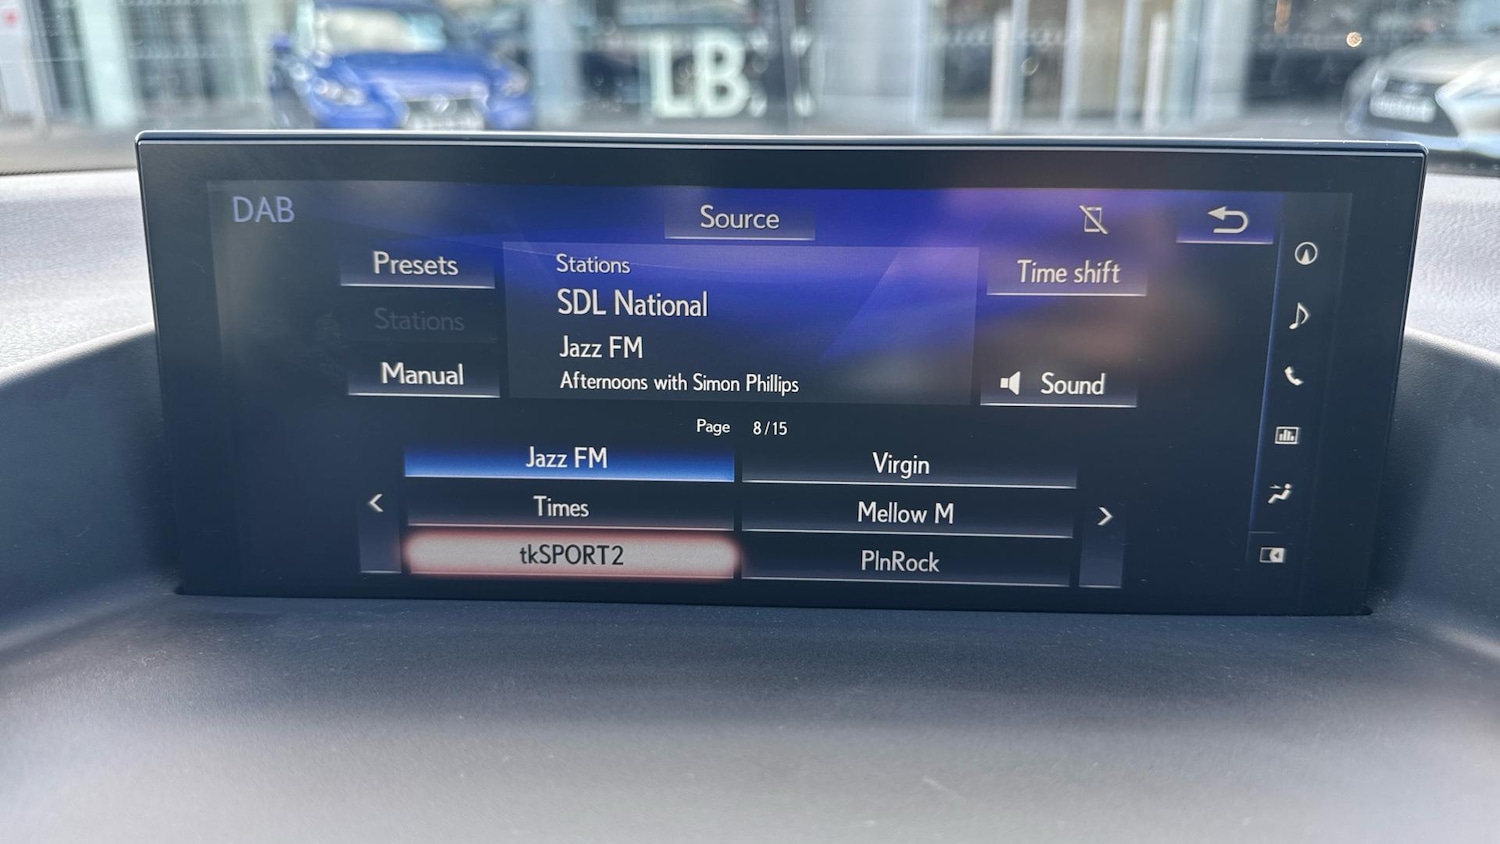 LB
DAB
Source
Presets
Stations
Time shift
SDL National
Stations
Jazz FM
Manual
Afternoons with Simon Phillips
Sound
Page 8/15
Jazz FM
Virgin
Times
Mellow M
tkSPORT2
PlnRock